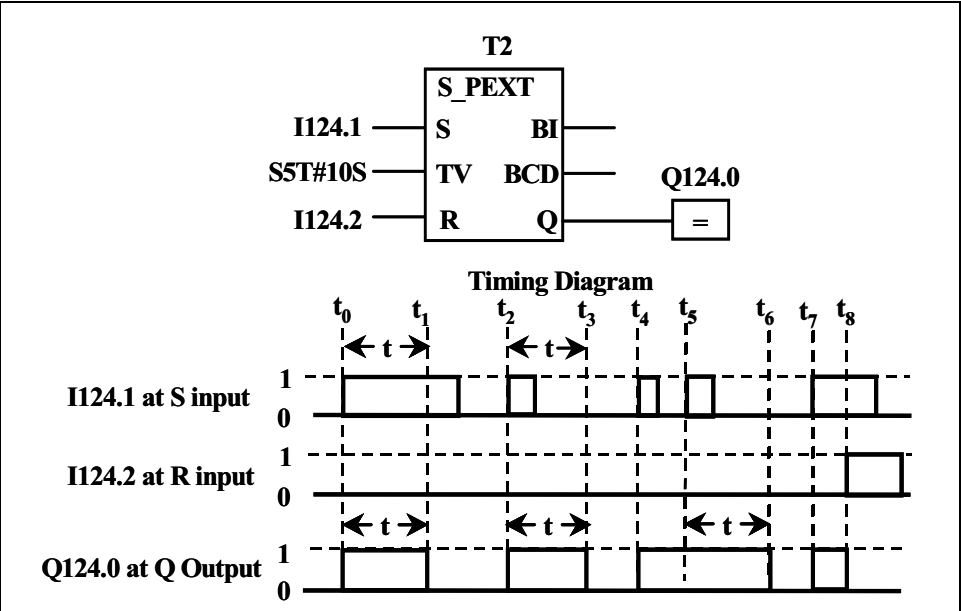 T2
S_PEXT
I124.1 S BI
S5T#10S TV BCD Q124.0
I124.2 R Q =
Timing Diagram
t0 t1 t2 t3 t4 t5 t6 t7 t8
t t
1
I124.1 at S input
0
1
I124.2 at R input
0
t t t
1
Q124.0 at Q Output
0